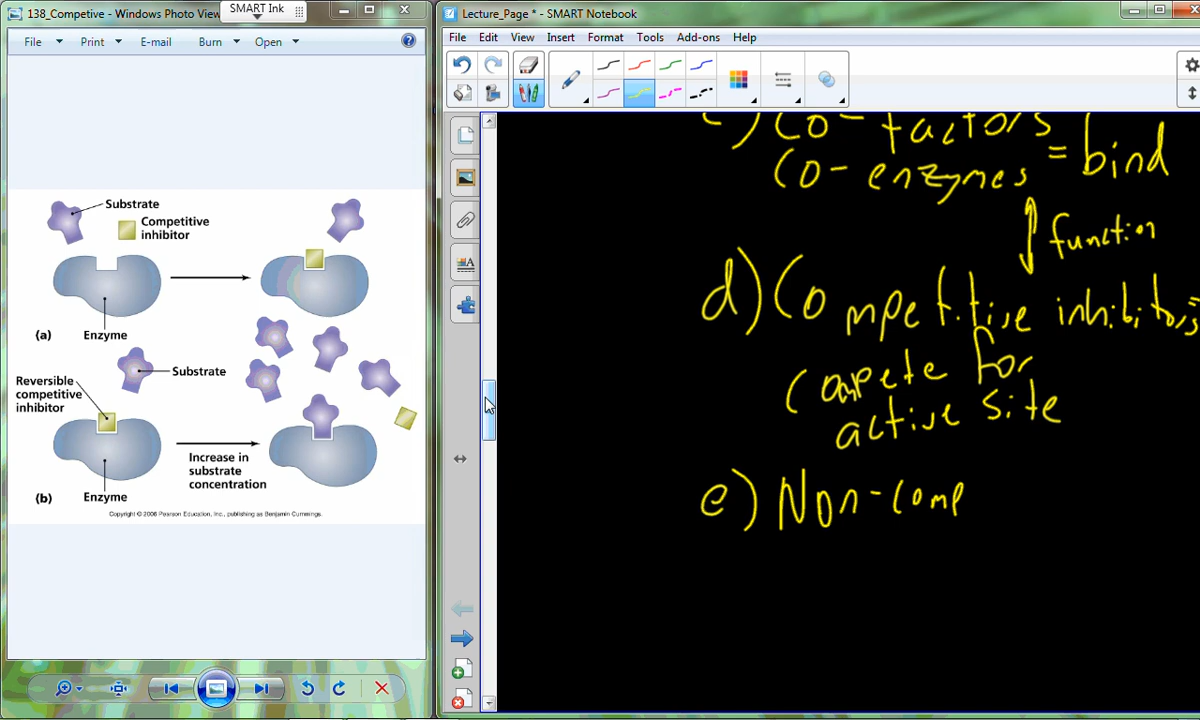 138_Competive - Windows Photo View
SMART Ink
File Print E-mail Burn Open
Substrate
Competitive
inhibitor
(a) Enzyme
Reversible
competitive
inhibitor
Substrate
Increase in
substrate
concentration
(b) Enzyme
Copyright © 2006 Pearson Education, Inc., publishing as Benjamin Cummings.
Lecture_Page * - SMART Notebook
File Edit View Insert Format Tools Add-ons Help
c) Co-factors
Co-enzymes = bind
function
d) Competitive inhibitors
Compete for
active site
e) Non-comp